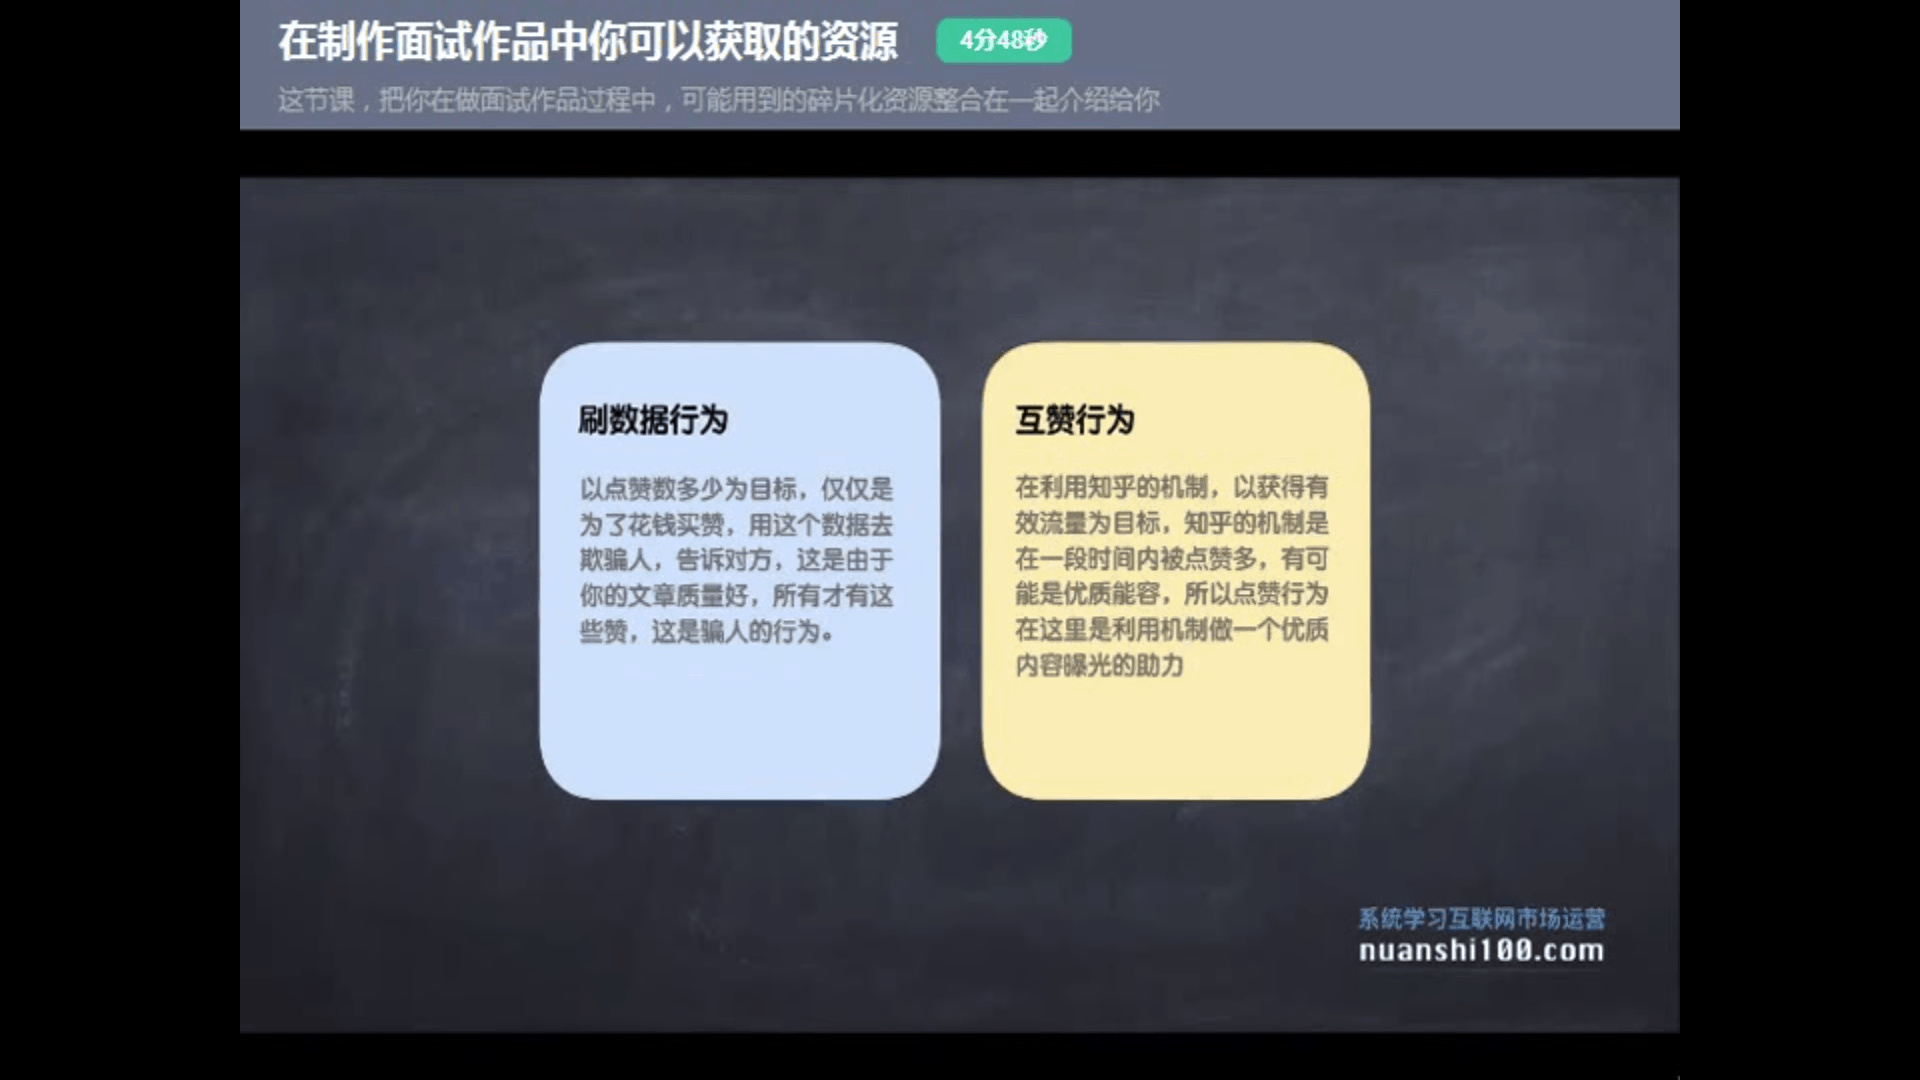 在制作面试作品中你可以获取的资源
4分48秒
这节课，把你在做面试作品过程中，可能用到的碎片化资源整合在一起介绍给你
刷数据行为
以点赞数多少为目标，仅仅是
为了花钱买赞，用这个数据去
欺骗人，告诉对方，这是由于
你的文章质量好，所有才有这
些赞，这是骗人的行为。
互赞行为
在利用知乎的机制，以获得有
效流量为目标，知乎的机制是
在一段时间内被点赞多，有可
能是优质能容，所以点赞行为
在这里是利用机制做一个优质
内容曝光的助力
系统学习互联网市场运营
nuanshi100.com